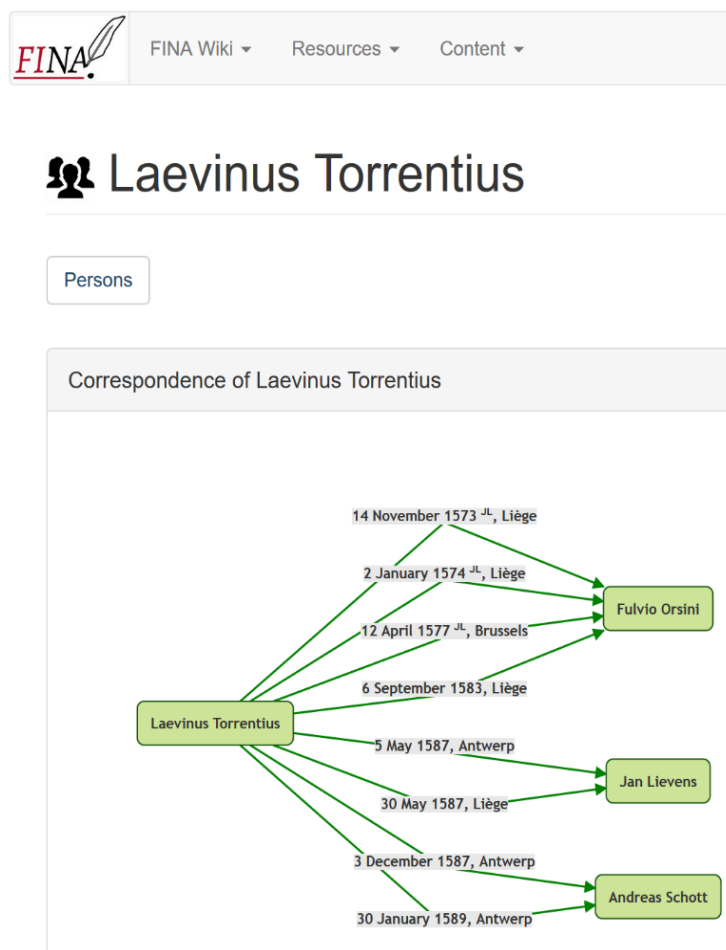 FINA
FINA Wiki Resources Content
Laevinus Torrentius
Persons
Correspondence of Laevinus Torrentius
14 November 1573 JL, Liège
2 January 1574 JL, Liège
Fulvio Orsini
12 April 1577 JL, Brussels
6 September 1583, Liège
Laevinus Torrentius
5 May 1587, Antwerp
Jan Lievens
30 May 1587, Liège
3 December 1587, Antwerp
Andreas Schott
30 January 1589, Antwerp